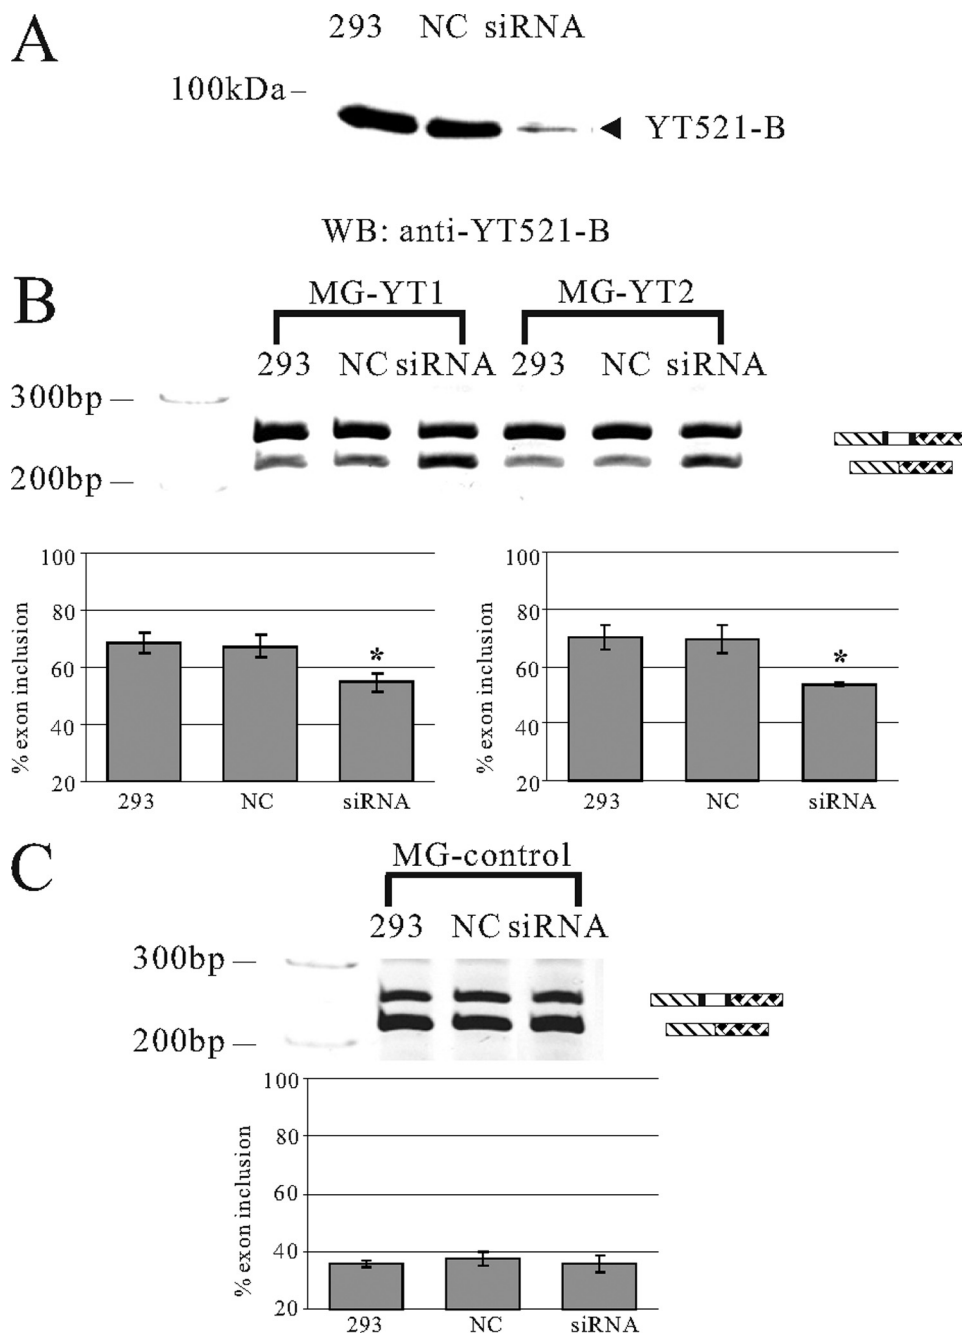 A
293 NC siRNA
100kDa–
◀ YT521-B
WB: anti-YT521-B
B
MG-YT1 MG-YT2
293 NC siRNA 293 NC siRNA
300bp —
200bp —
% exon inclusion
100
80
60
40
20
*
293 NC siRNA
% exon inclusion
100
80
60
40
20
*
293 NC siRNA
C
MG-control
293 NC siRNA
300bp —
200bp —
% exon inclusion
100
80
60
40
20
293 NC siRNA